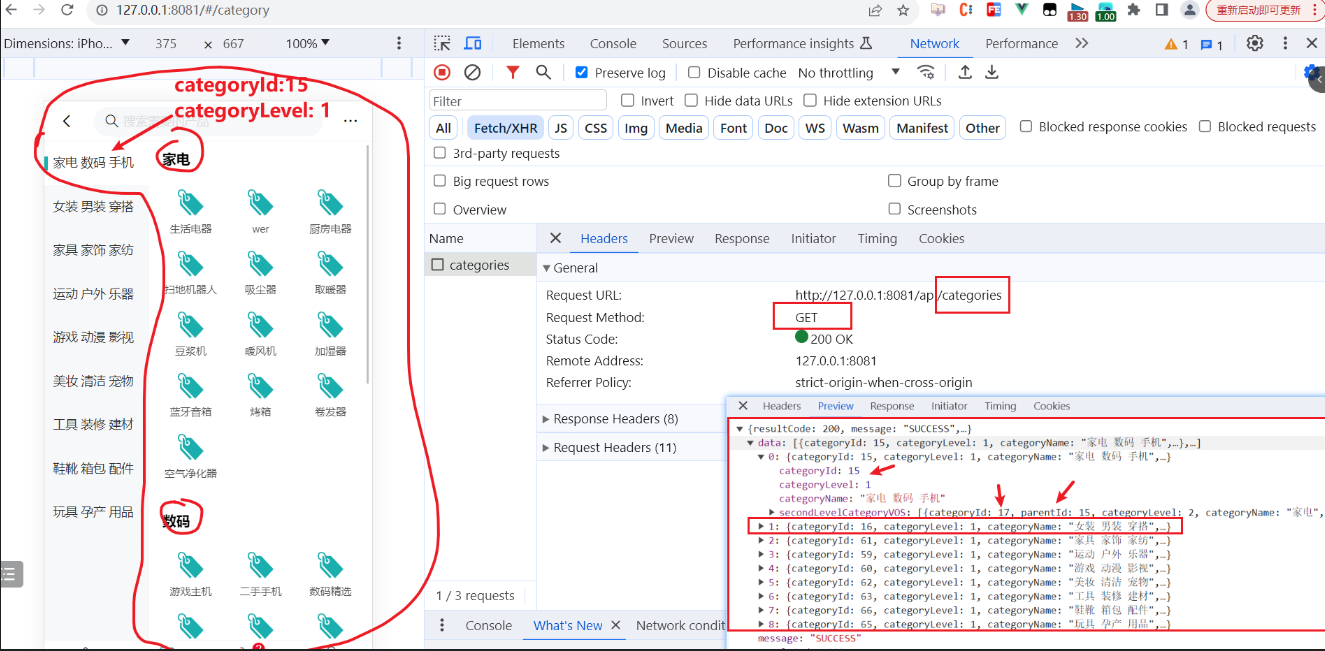 127.0.0.1:8081/#/category
重新启动即可更新
1.30
1.00
Dimensions: iPho...
375
×
667
100%
Elements
Console
Sources
Performance insights
Network
Performance
1
1
Preserve log
Disable cache
No throttling
Filter
Invert
Hide data URLs
Hide extension URLs
All
Fetch/XHR
JS
CSS
Img
Media
Font
Doc
WS
Wasm
Manifest
Other
Blocked response cookies
Blocked requests
3rd-party requests
Big request rows
Group by frame
Overview
Screenshots
categoryId:15
categoryLevel: 1
家电 数码 手机
女装 男装 穿搭
家具 家饰 家纺
运动 户外 乐器
游戏 动漫 影视
美妆 清洁 宠物
工具 装修 建材
鞋靴 箱包 配件
玩具 孕产 用品
家电
生活电器
wer
厨房电器
扫地机器人
吸尘器
取暖器
豆浆机
暖风机
加湿器
蓝牙音箱
烤箱
卷发器
空气净化器
数码
游戏主机
二手手机
数码精选
2
Name
categories
Headers
Preview
Response
Initiator
Timing
Cookies
General
Request URL:
http://127.0.0.1:8081/api/categories
Request Method:
GET
Status Code:
200 OK
Remote Address:
127.0.0.1:8081
Referrer Policy:
strict-origin-when-cross-origin
Response Headers (8)
Request Headers (11)
1 / 3 requests
Console
What's New
Network condit
Headers
Preview
Response
Initiator
Timing
Cookies
{resultCode: 200, message: "SUCCESS",…}
data: [{categoryId: 15, categoryLevel: 1, categoryName: "家电 数码 手机",…},…]
0: {categoryId: 15, categoryLevel: 1, categoryName: "家电 数码 手机",…}
categoryId: 15
categoryLevel: 1
categoryName: "家电 数码 手机"
secondLevelCategoryVOS: [{categoryId: 17, parentId: 15, categoryLevel: 2, categoryName: "家电",
1: {categoryId: 16, categoryLevel: 1, categoryName: "女装 男装 穿搭",…}
2: {categoryId: 61, categoryLevel: 1, categoryName: "家具 家饰 家纺",…}
3: {categoryId: 59, categoryLevel: 1, categoryName: "运动 户外 乐器",…}
4: {categoryId: 60, categoryLevel: 1, categoryName: "游戏 动漫 影视",…}
5: {categoryId: 62, categoryLevel: 1, categoryName: "美妆 清洁 宠物",…}
6: {categoryId: 63, categoryLevel: 1, categoryName: "工具 装修 建材",…}
7: {categoryId: 66, categoryLevel: 1, categoryName: "鞋靴 箱包 配件",…}
8: {categoryId: 65, categoryLevel: 1, categoryName: "玩具 孕产 用品",…}
message: "SUCCESS"